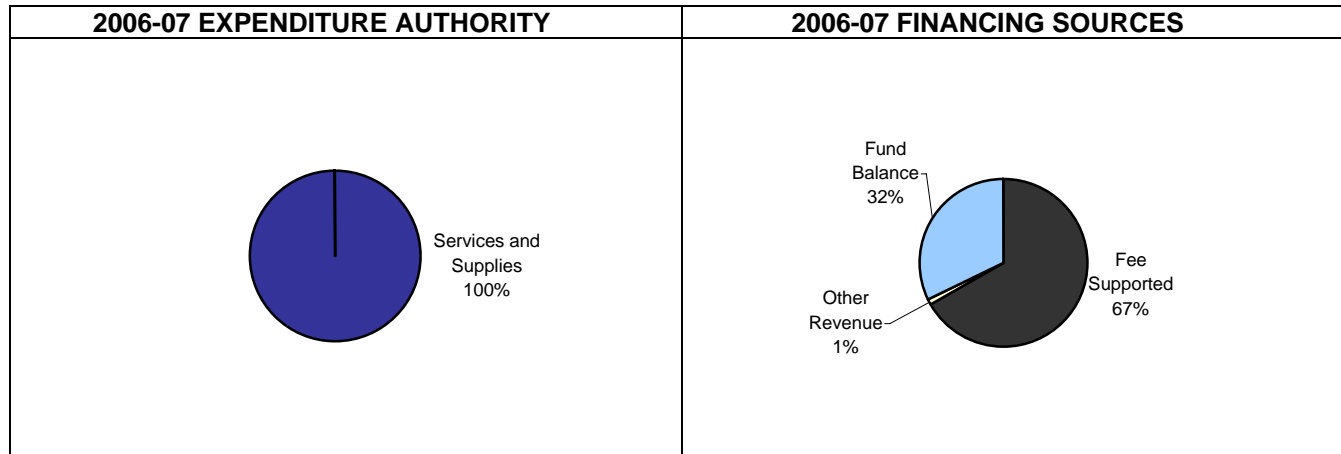 2006-07 EXPENDITURE AUTHORITY
2006-07 FINANCING SOURCES
Services and
Supplies
100%
Fund
Balance
32%
Fee
Supported
67%
Other
Revenue
1%